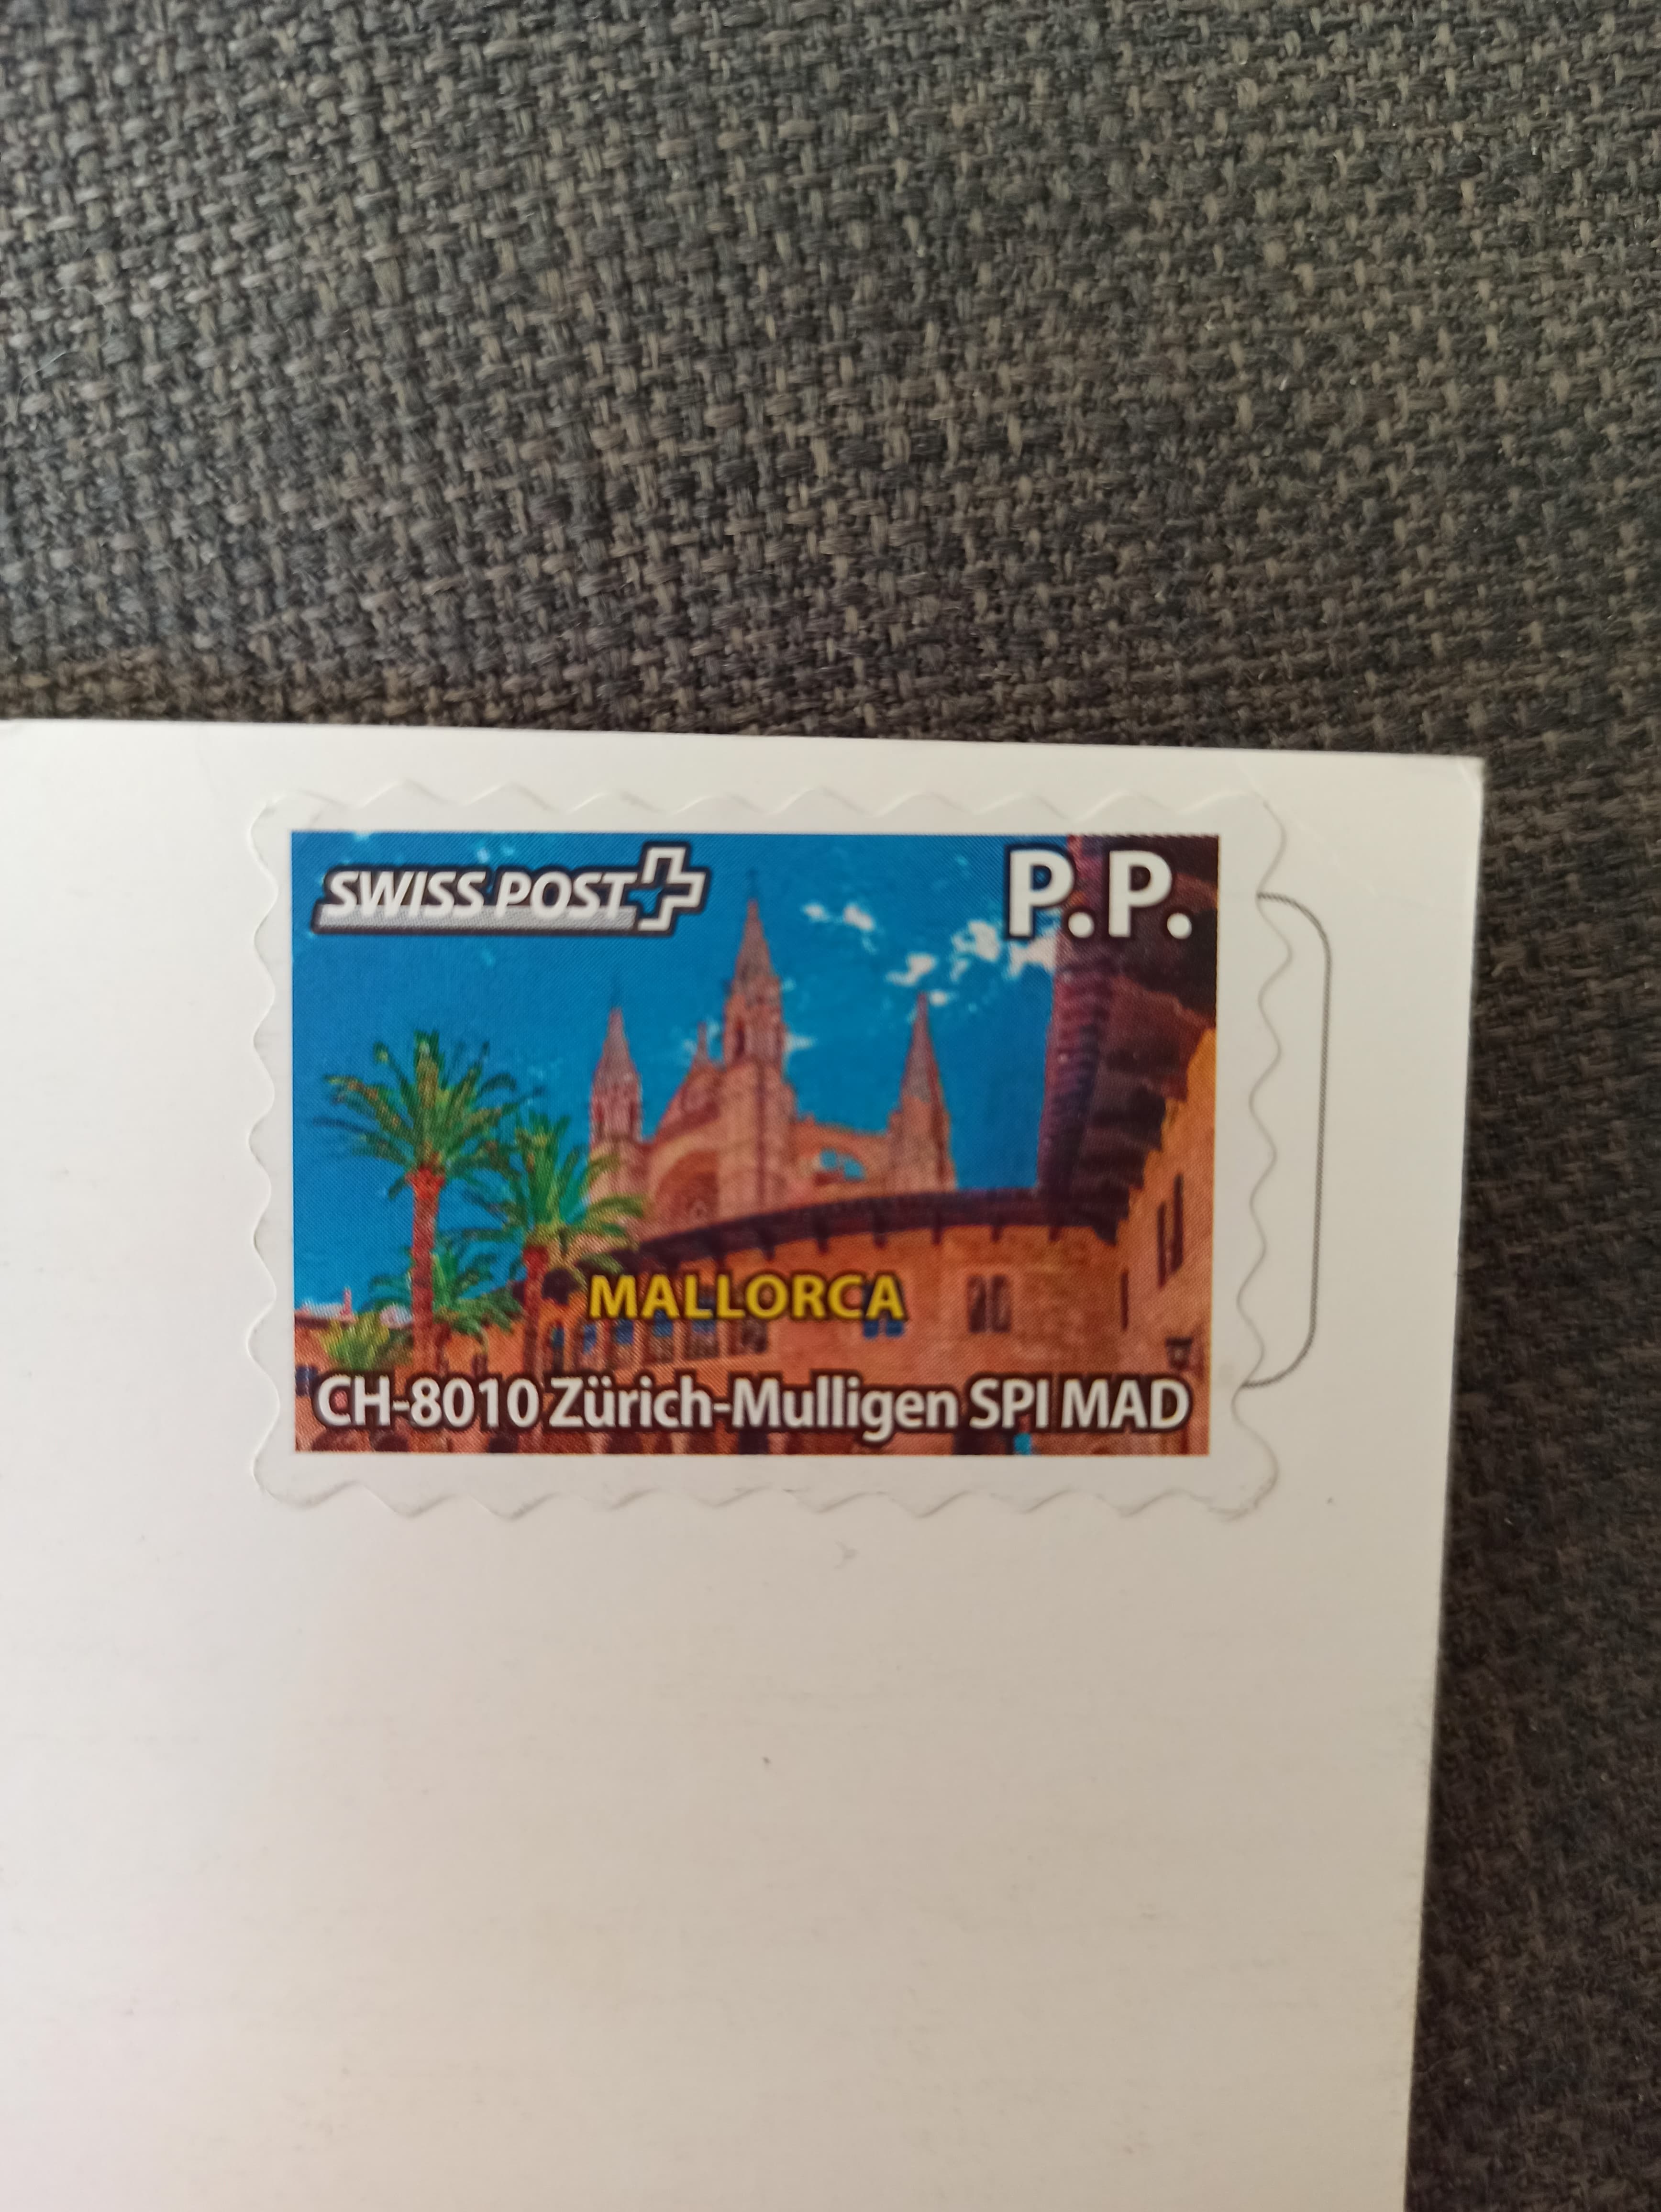 SWISS POST P.P.
MALLORCA
CH-8010 Zürich-Mulligen SPI MAD